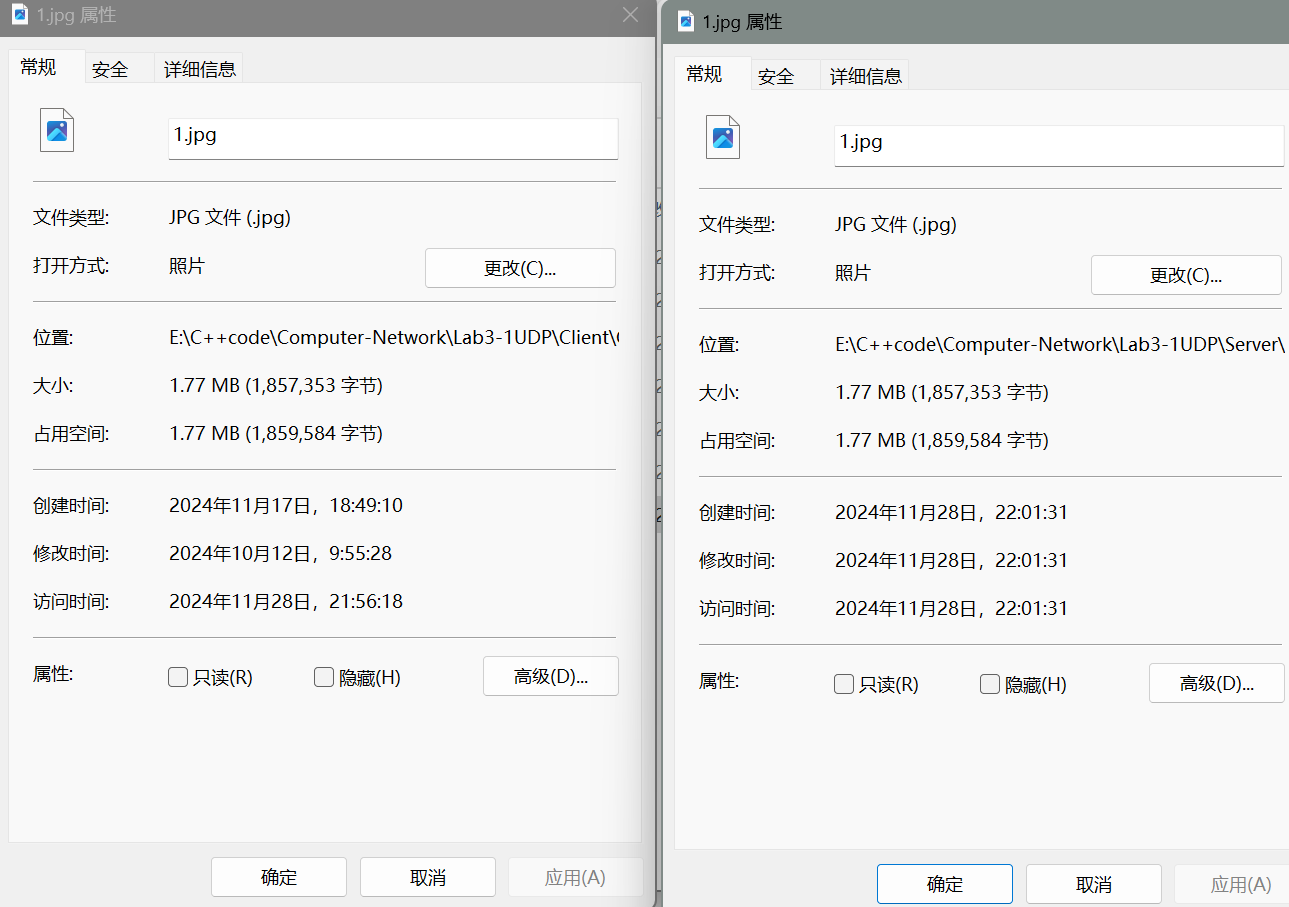 1.jpg 属性
常规
安全
详细信息
1.jpg
文件类型:
JPG 文件 (.jpg)
打开方式:
照片
更改(C)...
位置:
E:\C++code\Computer-Network\Lab3-1UDP\Client\
大小:
1.77 MB (1,857,353 字节)
占用空间:
1.77 MB (1,859,584 字节)
创建时间:
2024年11月17日，18:49:10
修改时间:
2024年10月12日，9:55:28
访问时间:
2024年11月28日，21:56:18
属性:
只读(R)
隐藏(H)
高级(D)...
确定
取消
应用(A)
1.jpg 属性
常规
安全
详细信息
1.jpg
文件类型:
JPG 文件 (.jpg)
打开方式:
照片
更改(C)...
位置:
E:\C++code\Computer-Network\Lab3-1UDP\Server\
大小:
1.77 MB (1,857,353 字节)
占用空间:
1.77 MB (1,859,584 字节)
创建时间:
2024年11月28日，22:01:31
修改时间:
2024年11月28日，22:01:31
访问时间:
2024年11月28日，22:01:31
属性:
只读(R)
隐藏(H)
高级(D)...
确定
取消
应用(A)